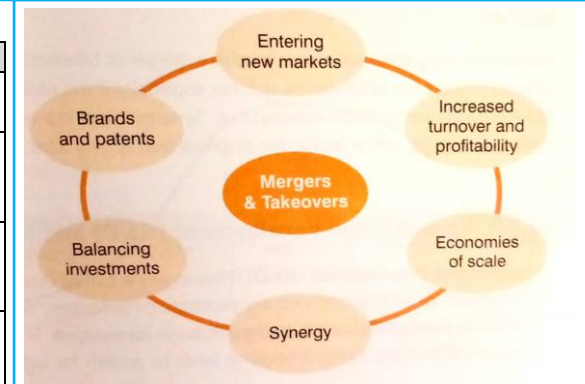 Entering
new markets
Increased
turnover and
profitability
Economies
of scale
Synergy
Balancing
investments
Brands
and patents
Mergers
& Takeovers